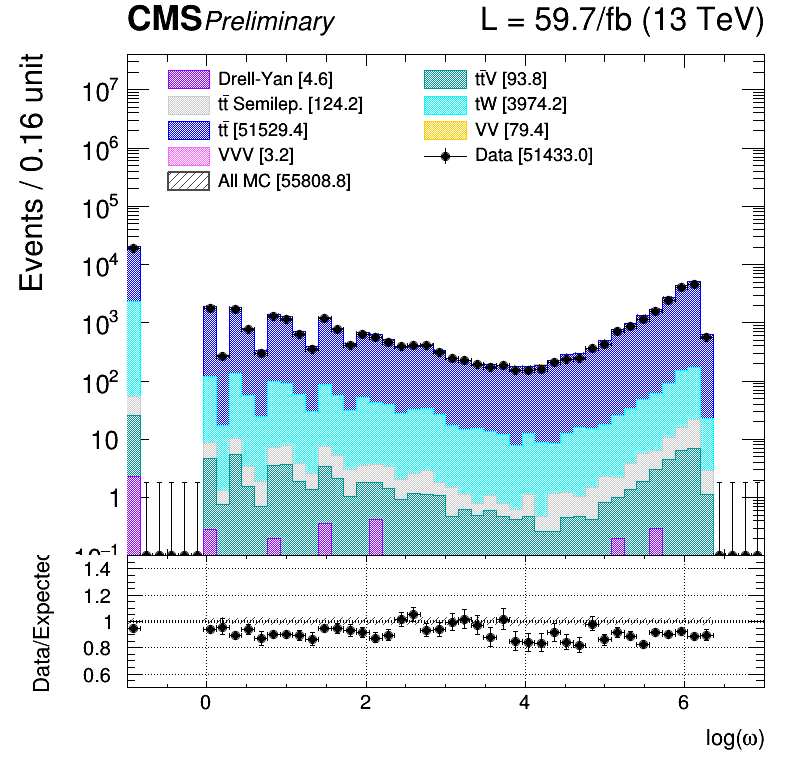 CMS Preliminary L = 59.7/fb (13 TeV)
Drell-Yan [4.6]
tt̄V [93.8]
tt̄ Semilep. [124.2]
tW [3974.2]
tt̄ [51529.4]
VV [79.4]
VVV [3.2]
Data [51433.0]
All MC [55808.8]
Events / 0.16 unit
10⁷
10⁶
10⁵
10⁴
10³
10²
10
1
Data/Expected
1.4
1.2
1
0.8
0.6
0 2 4 6
log(ω)